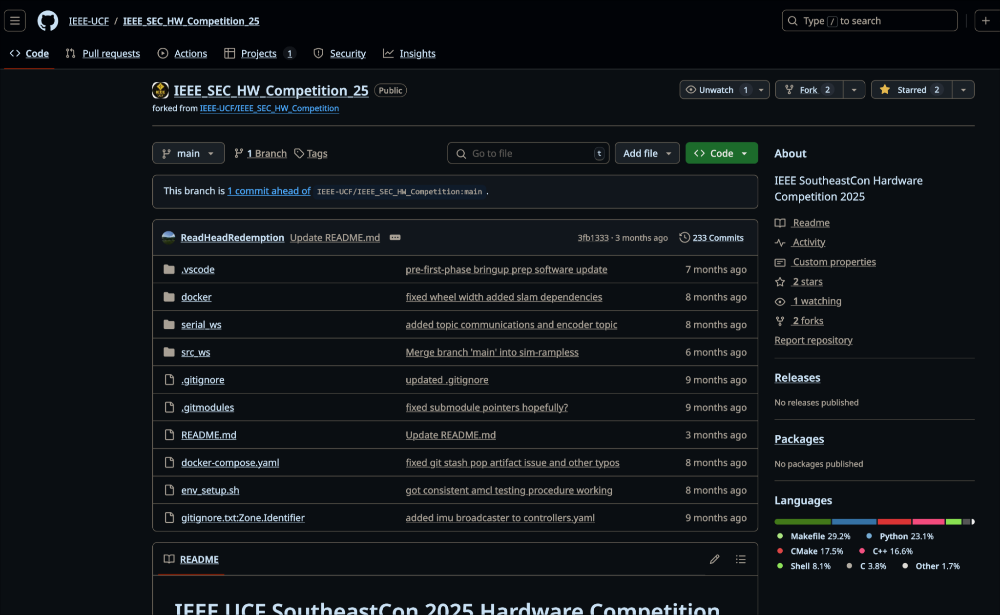 IEEE-UCF / IEEE_SEC_HW_Competition_25
Type / to search
Code Pull requests Actions Projects 1 Security Insights
IEEE_SEC_HW_Competition_25 Public
Unwatch 1 Fork 2 Starred 2
forked from IEEE-UCF/IEEE_SEC_HW_Competition
main 1 Branch Tags Go to file t Add file Code
This branch is 1 commit ahead of IEEE-UCF/IEEE_SEC_HW_Competition:main .
ReadHeadRedemption Update README.md 3fb1333 · 3 months ago 233 Commits
.vscode pre-first-phase bringup prep software update 7 months ago
docker fixed wheel width added slam dependencies 8 months ago
serial_ws added topic communications and encoder topic 8 months ago
src_ws Merge branch 'main' into sim-rampless 6 months ago
.gitignore updated .gitignore 9 months ago
.gitmodules fixed submodule pointers hopefully? 9 months ago
README.md Update README.md 3 months ago
docker-compose.yaml fixed git stash pop artifact issue and other typos 8 months ago
env_setup.sh got consistent amcl testing procedure working 8 months ago
gitignore.txt:Zone.Identifier added imu broadcaster to controllers.yaml 9 months ago
README
IEEE UCF SoutheastCon 2025 Hardware Competition
About
IEEE SoutheastCon Hardware
Competition 2025
Readme
Activity
Custom properties
2 stars
1 watching
2 forks
Report repository
Releases
No releases published
Packages
No packages published
Languages
Makefile 29.2% Python 23.1%
CMake 17.5% C++ 16.6%
Shell 8.1% C 3.8% Other 1.7%